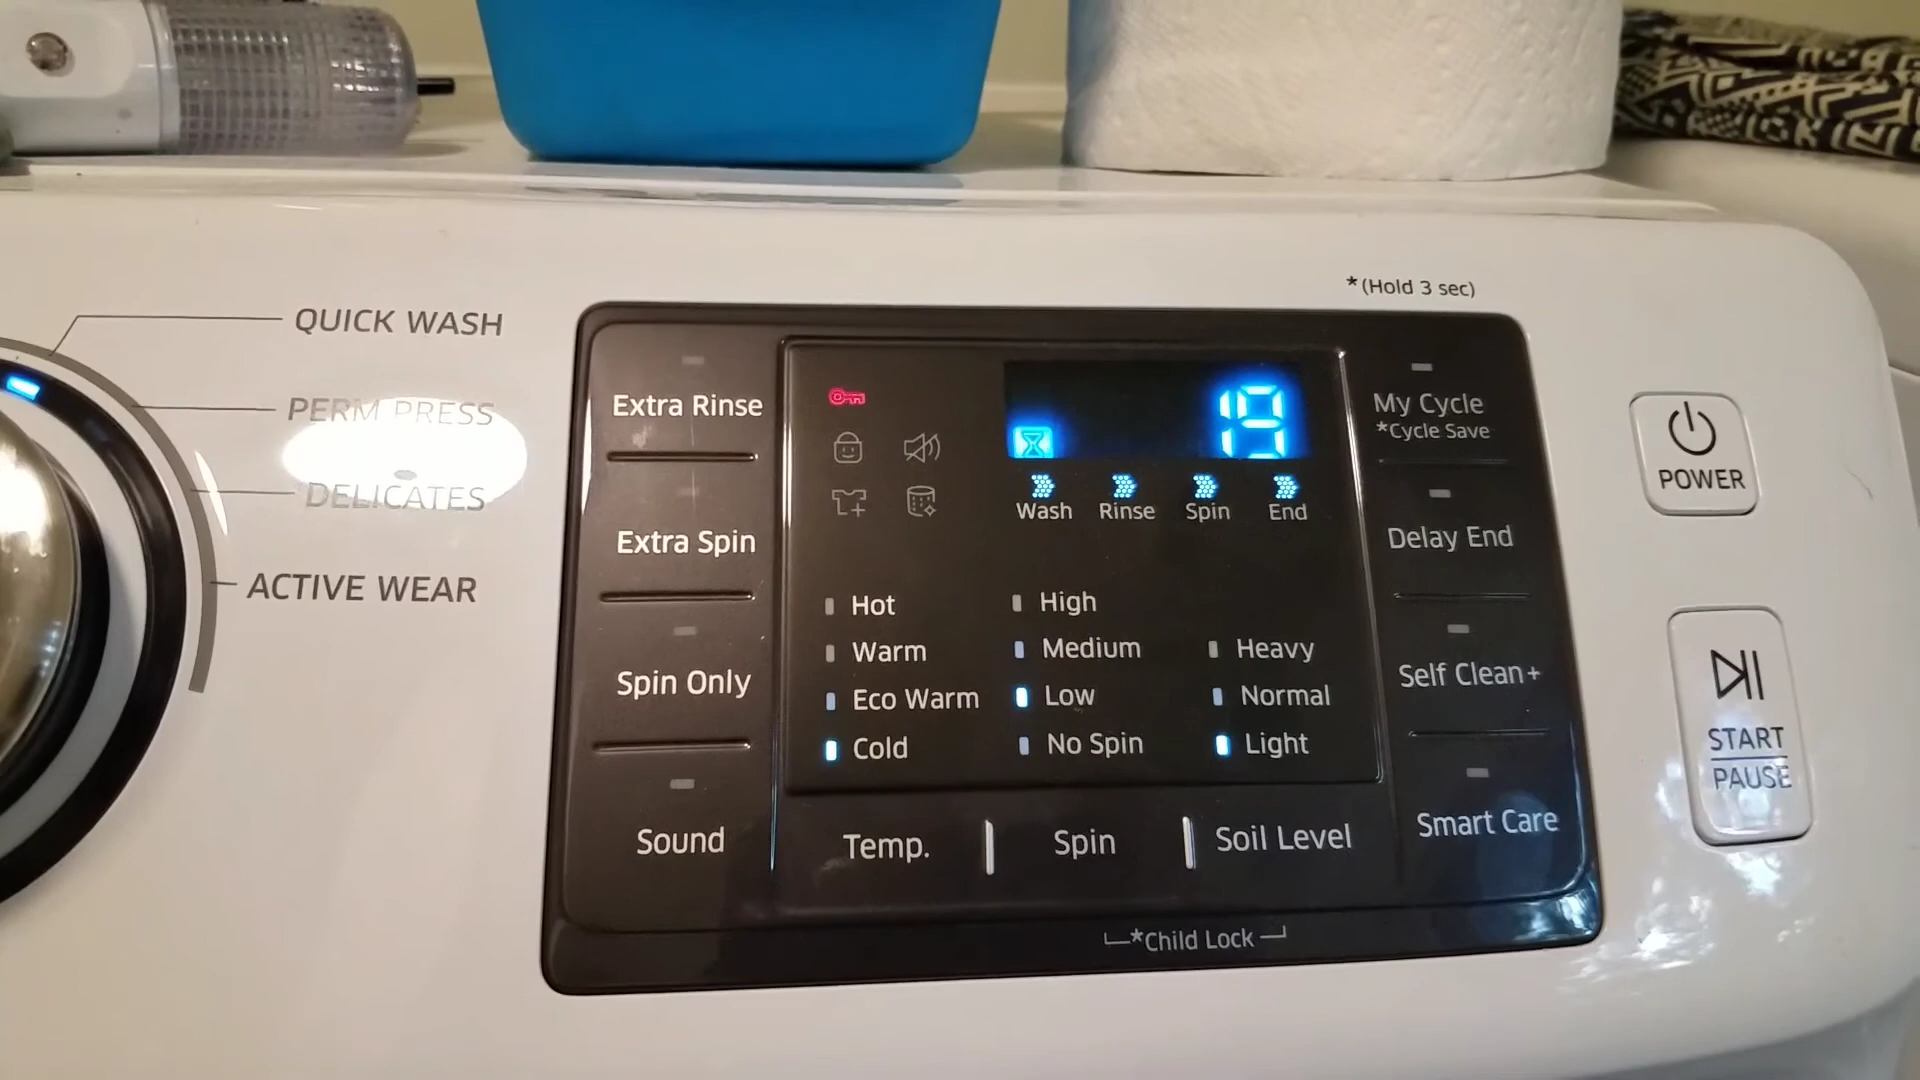 *(Hold 3 sec)
QUICK WASH
PERM PRESS
DELICATES
ACTIVE WEAR
Extra Rinse
Extra Spin
Spin Only
Sound
19
Wash Rinse Spin End
Hot
Warm
Eco Warm
Cold
High
Medium
Low
No Spin
Heavy
Normal
Light
Temp. Spin Soil Level
*Child Lock
My Cycle
*Cycle Save
Delay End
Self Clean+
Smart Care
POWER
START
PAUSE